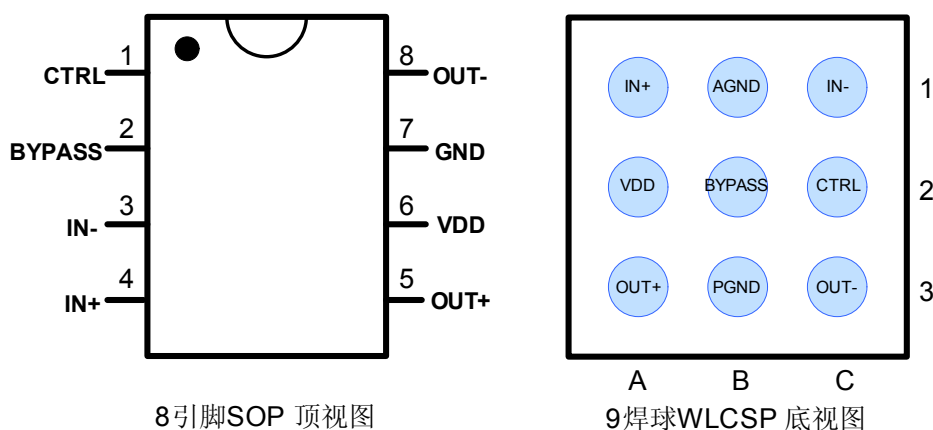 1
CTRL
2
BYPASS
3
IN-
4
IN+
8
OUT-
7
GND
6
VDD
5
OUT+
8引脚SOP 顶视图
IN+ AGND IN- 1
VDD BYPASS CTRL 2
OUT+ PGND OUT- 3
A B C
9焊球WLCSP 底视图